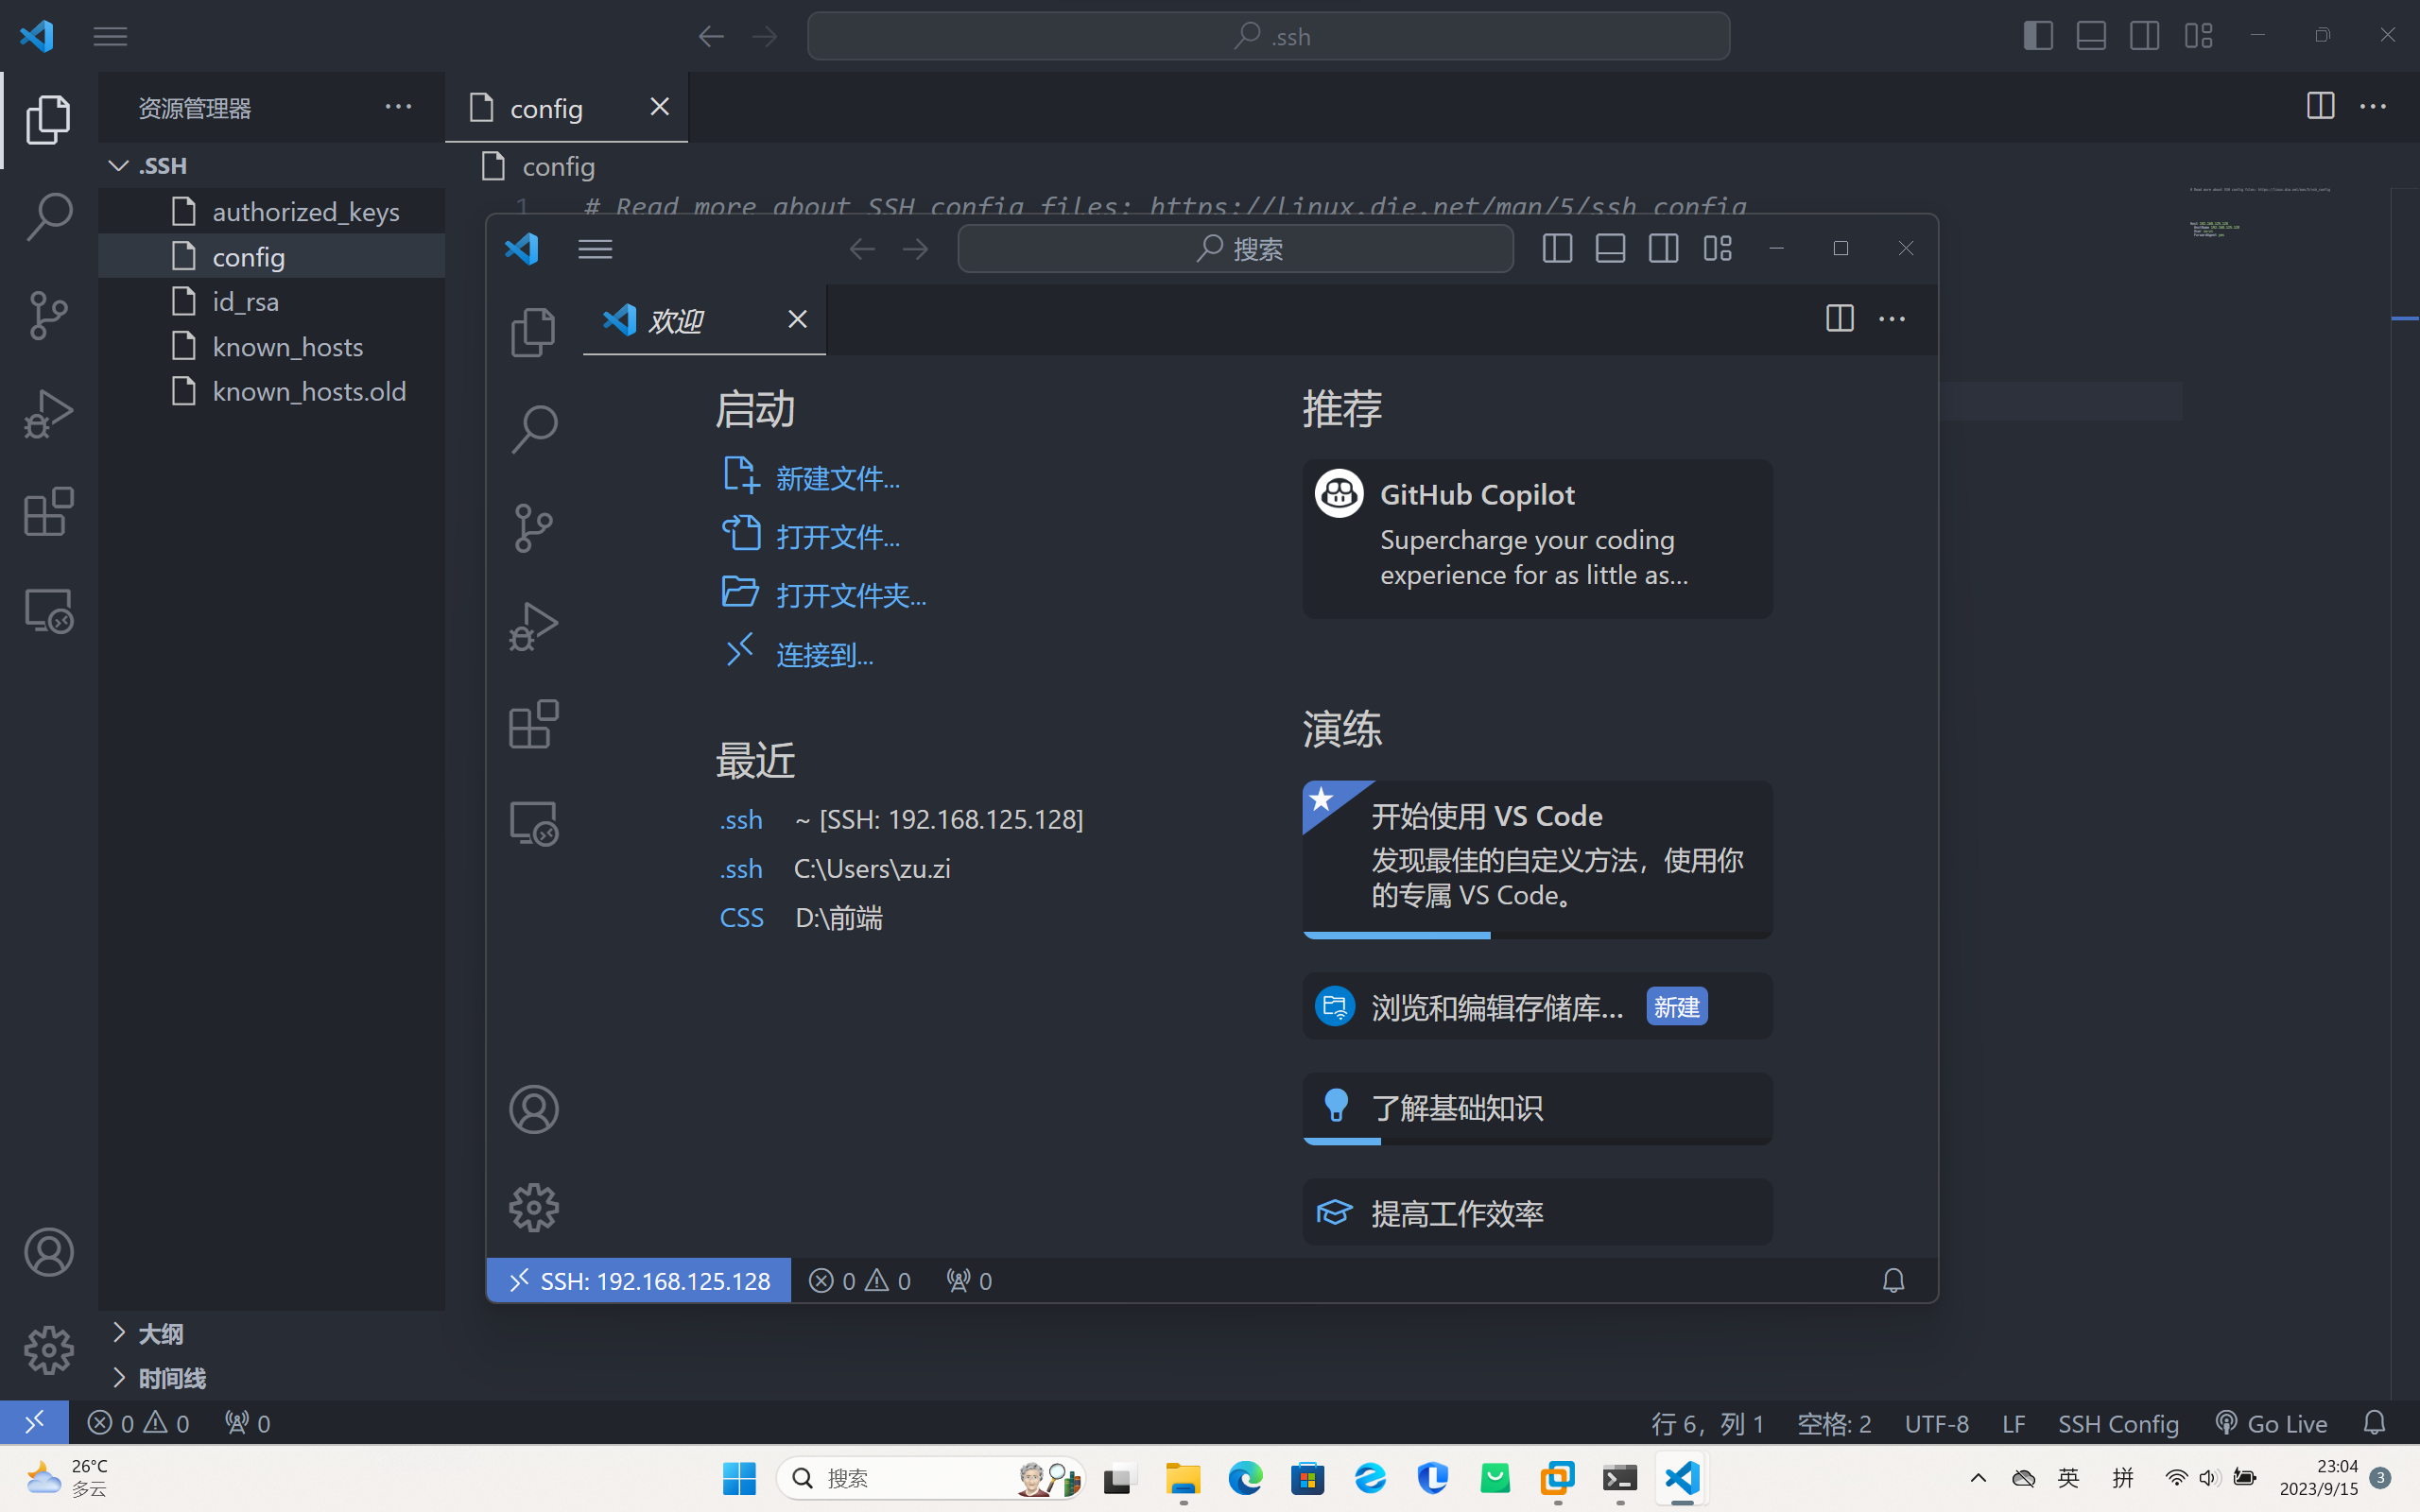 .ssh
资源管理器
config
.SSH
config
authorized_keys
config
id_rsa
known_hosts
known_hosts.old
1 # Read more about SSH config files: https://linux.die.net/man/5/ssh_config
搜索
欢迎
启动
新建文件...
打开文件...
打开文件夹...
连接到...
最近
.ssh ~ [SSH: 192.168.125.128]
.ssh C:\Users\zu.zi
CSS D:\前端
推荐
GitHub Copilot
Supercharge your coding
experience for as little as...
演练
开始使用 VS Code
发现最佳的自定义方法，使用你
的专属 VS Code。
浏览和编辑存储库... 新建
了解基础知识
提高工作效率
SSH: 192.168.125.128 0 0 0
大纲
时间线
0 0 0
行 6，列 1 空格: 2 UTF-8 LF SSH Config Go Live
26°C
多云
搜索
英 拼
23:04
2023/9/15
3